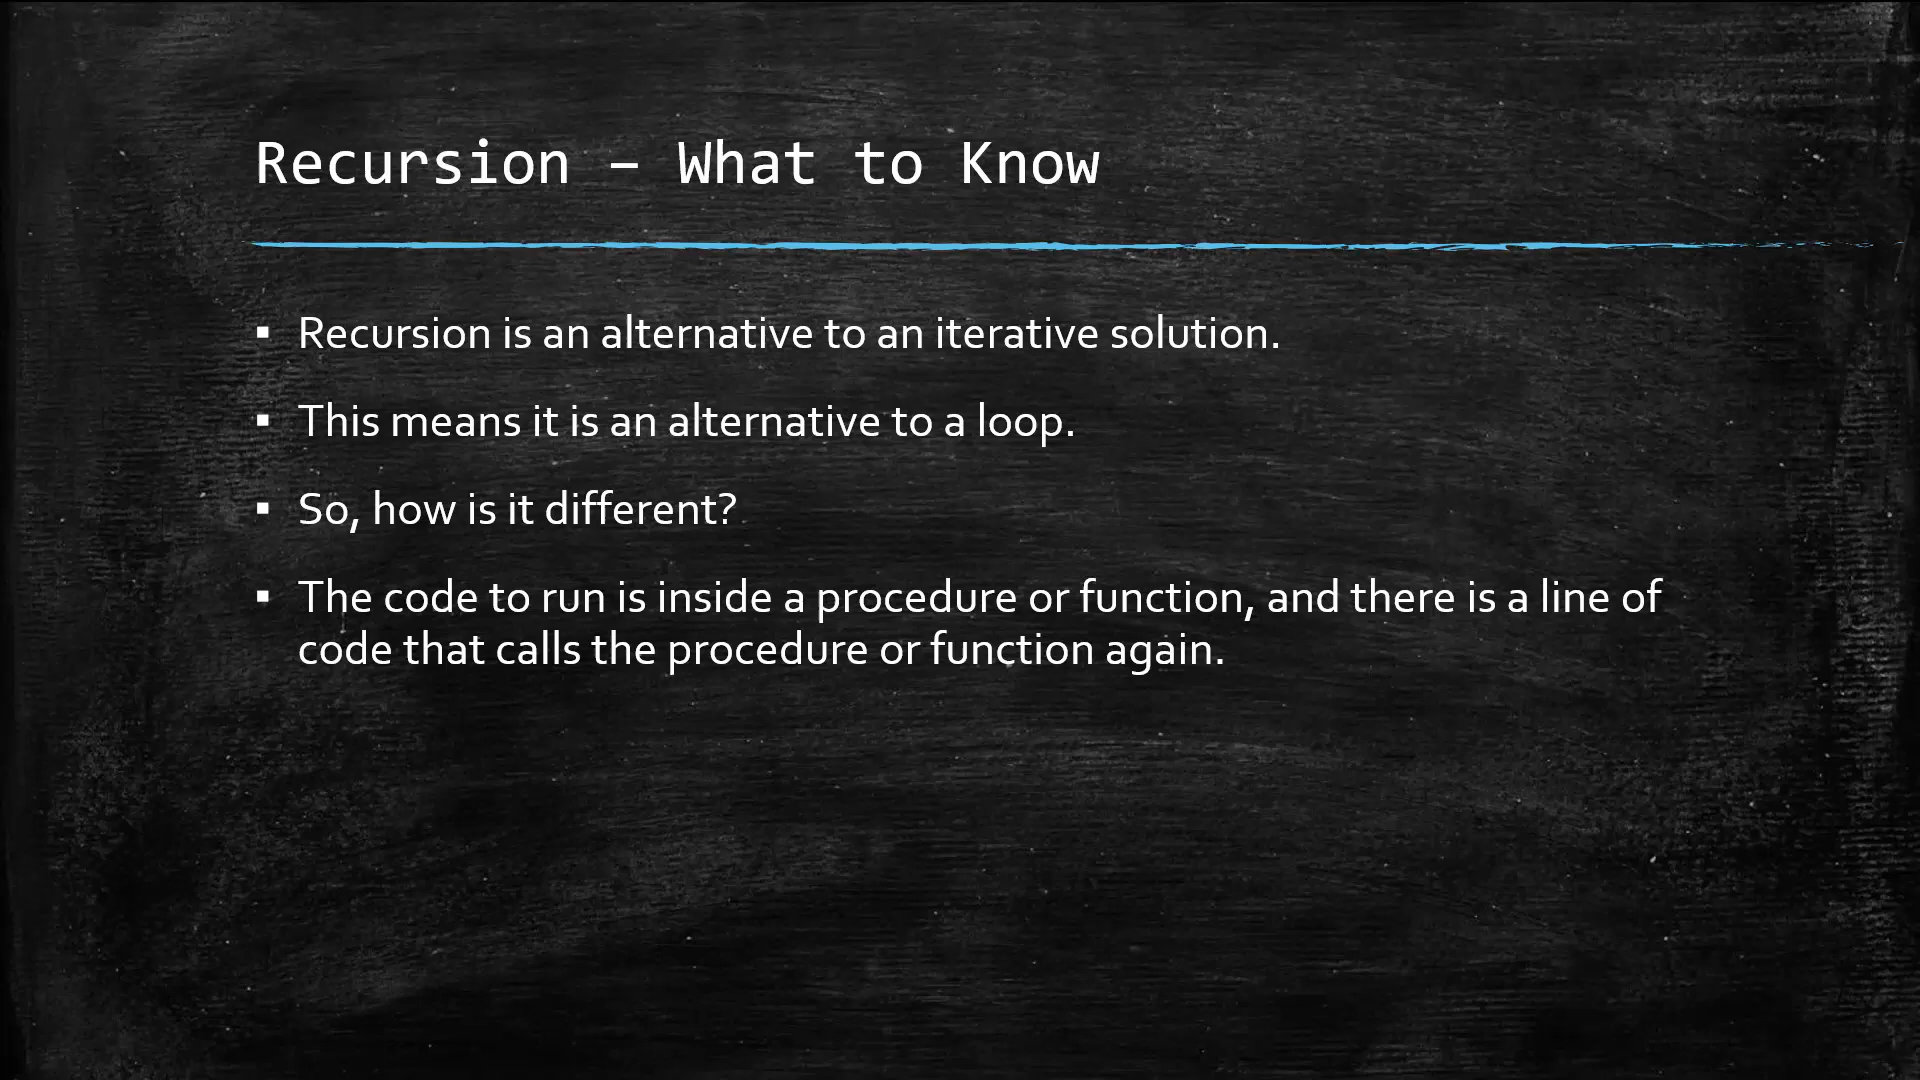 Recursion – What to Know
▪ Recursion is an alternative to an iterative solution.
▪ This means it is an alternative to a loop.
▪ So, how is it different?
▪ The code to run is inside a procedure or function, and there is a line of
code that calls the procedure or function again.